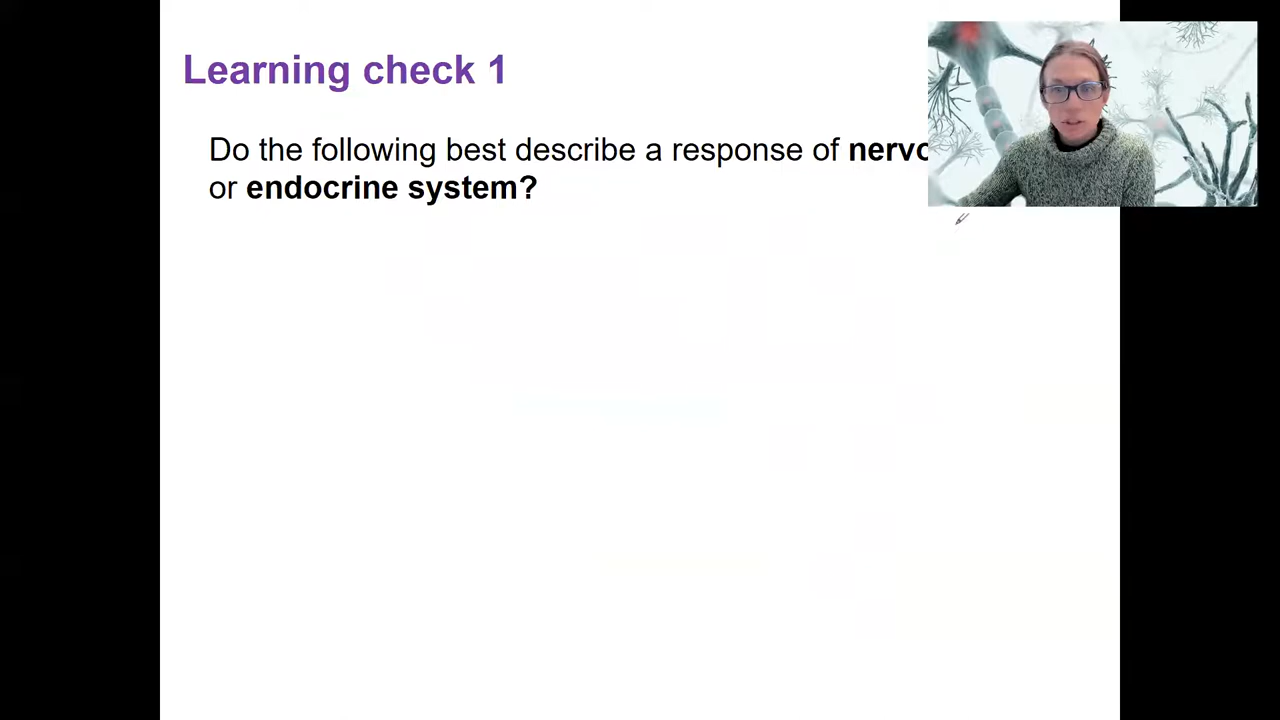 Learning check 1
Do the following best describe a response of nervo
or endocrine system?